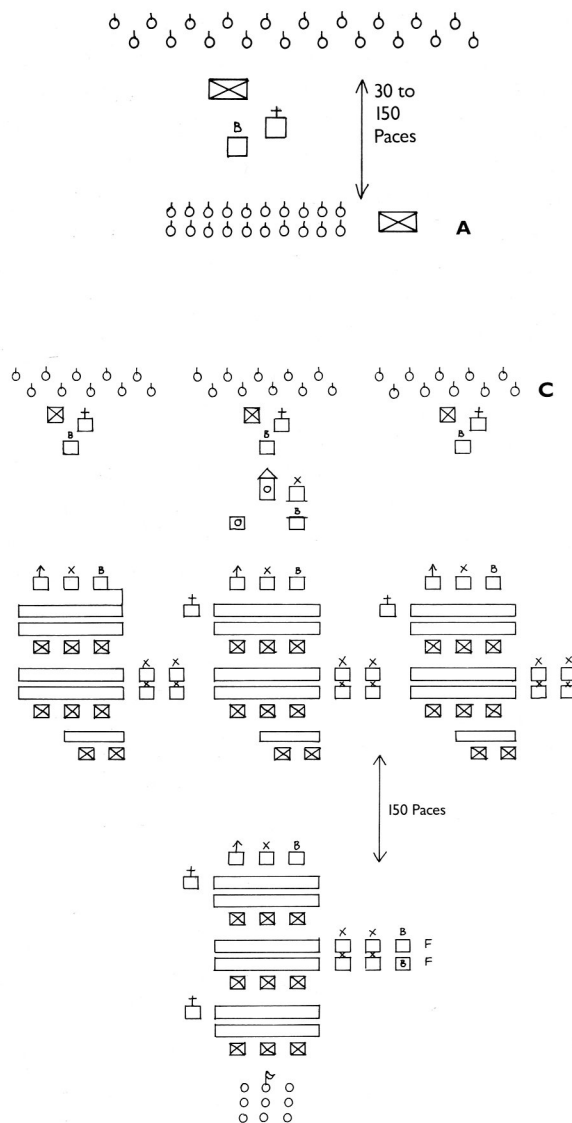 30 to
150
Paces
B
A
C
B B B
X
B
X B X B X B
X X X X X X
X X X X X X
150 Paces
X B
X X B F
X X B F